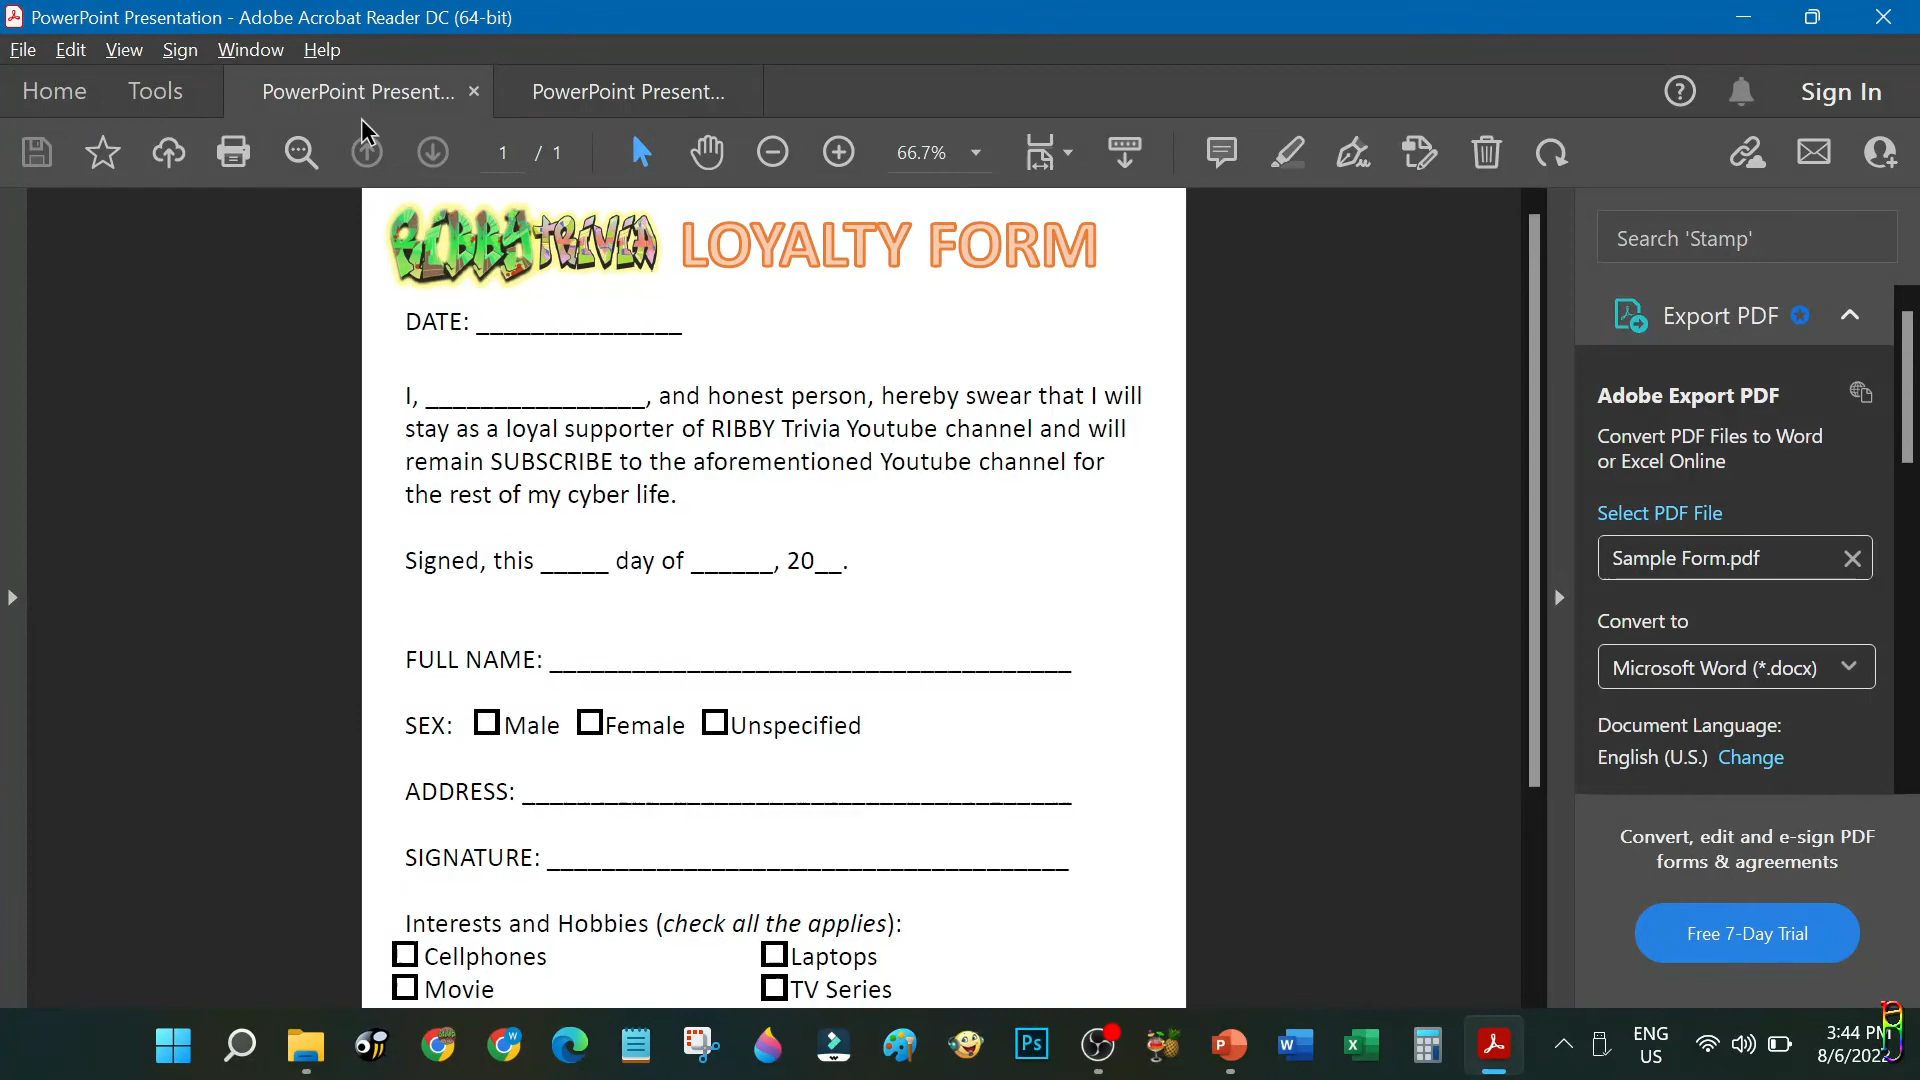 PowerPoint Presentation - Adobe Acrobat Reader DC (64-bit)
File Edit View Sign Window Help
Home Tools PowerPoint Present... × PowerPoint Present... Sign In
1 / 1 66.7%
RIBBY TRIVIA LOYALTY FORM
DATE: _______________
I, ________________, and honest person, hereby swear that I will
stay as a loyal supporter of RIBBY Trivia Youtube channel and will
remain SUBSCRIBE to the aforementioned Youtube channel for
the rest of my cyber life.
Signed, this _____ day of ______, 20__.
FULL NAME: ______________________________________
SEX: Male Female Unspecified
ADDRESS: ________________________________________
SIGNATURE: ______________________________________
Interests and Hobbies (check all the applies):
Cellphones Laptops
Movie TV Series
Search 'Stamp'
Export PDF
Adobe Export PDF
Convert PDF Files to Word
or Excel Online
Select PDF File
Sample Form.pdf
Convert to
Microsoft Word (*.docx)
Document Language:
English (U.S.) Change
Convert, edit and e-sign PDF
forms & agreements
Free 7-Day Trial
Ps
ENG
US
3:44 PM
8/6/2022